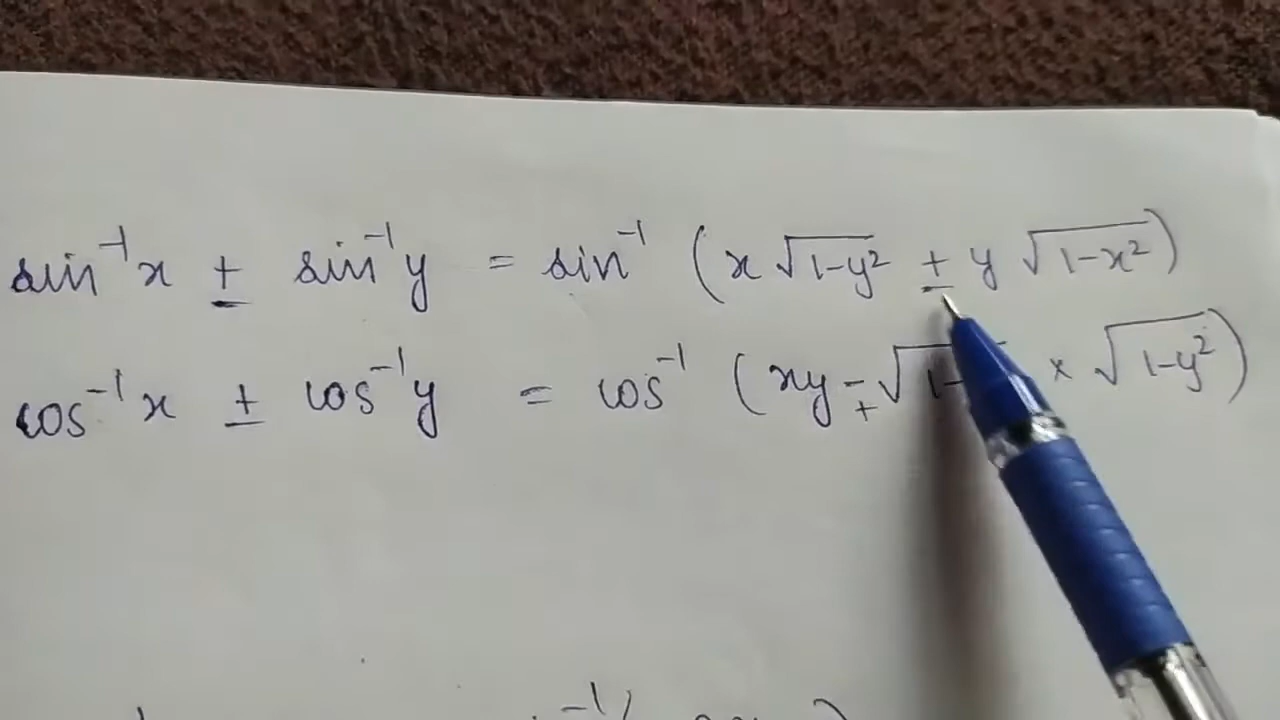 sin⁻¹x ± sin⁻¹y = sin⁻¹ (x √1-y² ± y √1-x²)
cos⁻¹x ± cos⁻¹y = cos⁻¹ (xy ∓ √1- × √1-y²)